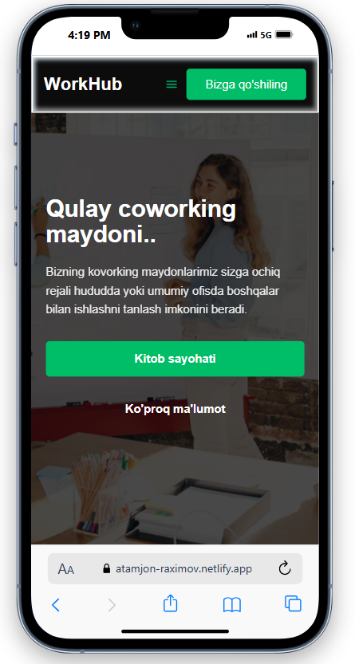 4:19 PM 5G
WorkHub Bizga qo'shiling
Qulay coworking
maydoni..
Bizning kovorking maydonlarimiz sizga ochiq
rejali hududda yoki umumiy ofisda boshqalar
bilan ishlashni tanlash imkonini beradi.
Kitob sayohati
Ko'proq ma'lumot
AA atamjon-raximov.netlify.app